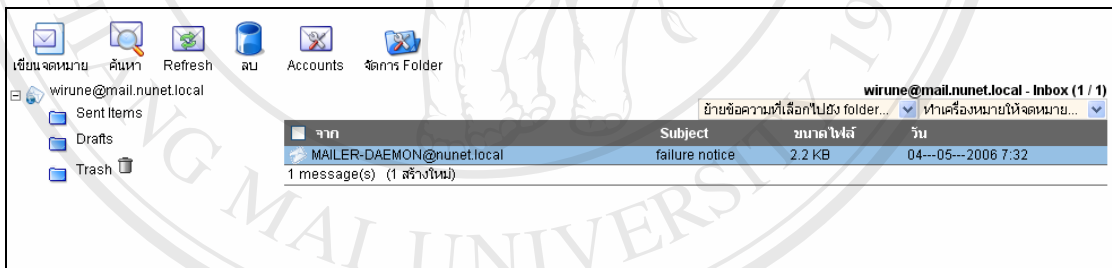 เขียนจดหมาย ค้นหา Refresh ลบ Accounts จัดการ Folder
wirune@mail.nunet.local
Sent Items
Drafts
Trash
wirune@mail.nunet.local - Inbox (1 / 1)
ย้ายข้อความที่เลือกไปยัง folder... ทำเครื่องหมายให้จดหมาย...
จาก Subject ขนาดไฟล์ วัน
MAILER-DAEMON@nunet.local failure notice 2.2 KB 04---05---2006 7:32
1 message(s) (1 สร้างใหม่)
ANG MAI UNIVERSITY 19